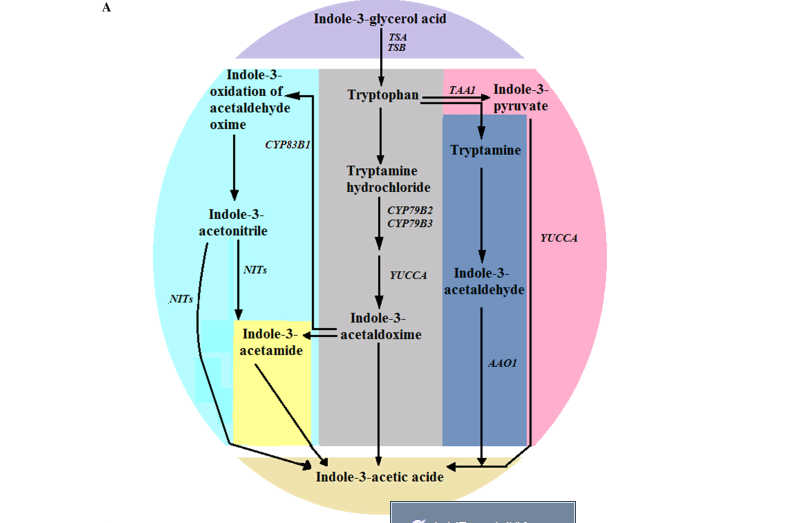 A
Indole-3-glycerol acid
TSA
TSB
Indole-3-
oxidation of
acetaldehyde
oxime
Tryptophan
TAA1
Indole-3-
pyruvate
CYP83B1
Tryptamine
Tryptamine
hydrochloride
CYP79B2
CYP79B3
Indole-3-
acetonitrile
YUCCA
NITs
YUCCA
Indole-3-
acetaldehyde
NITs
Indole-3-
acetaldoxime
Indole-3-
acetamide
AAO1
Indole-3-acetic acide